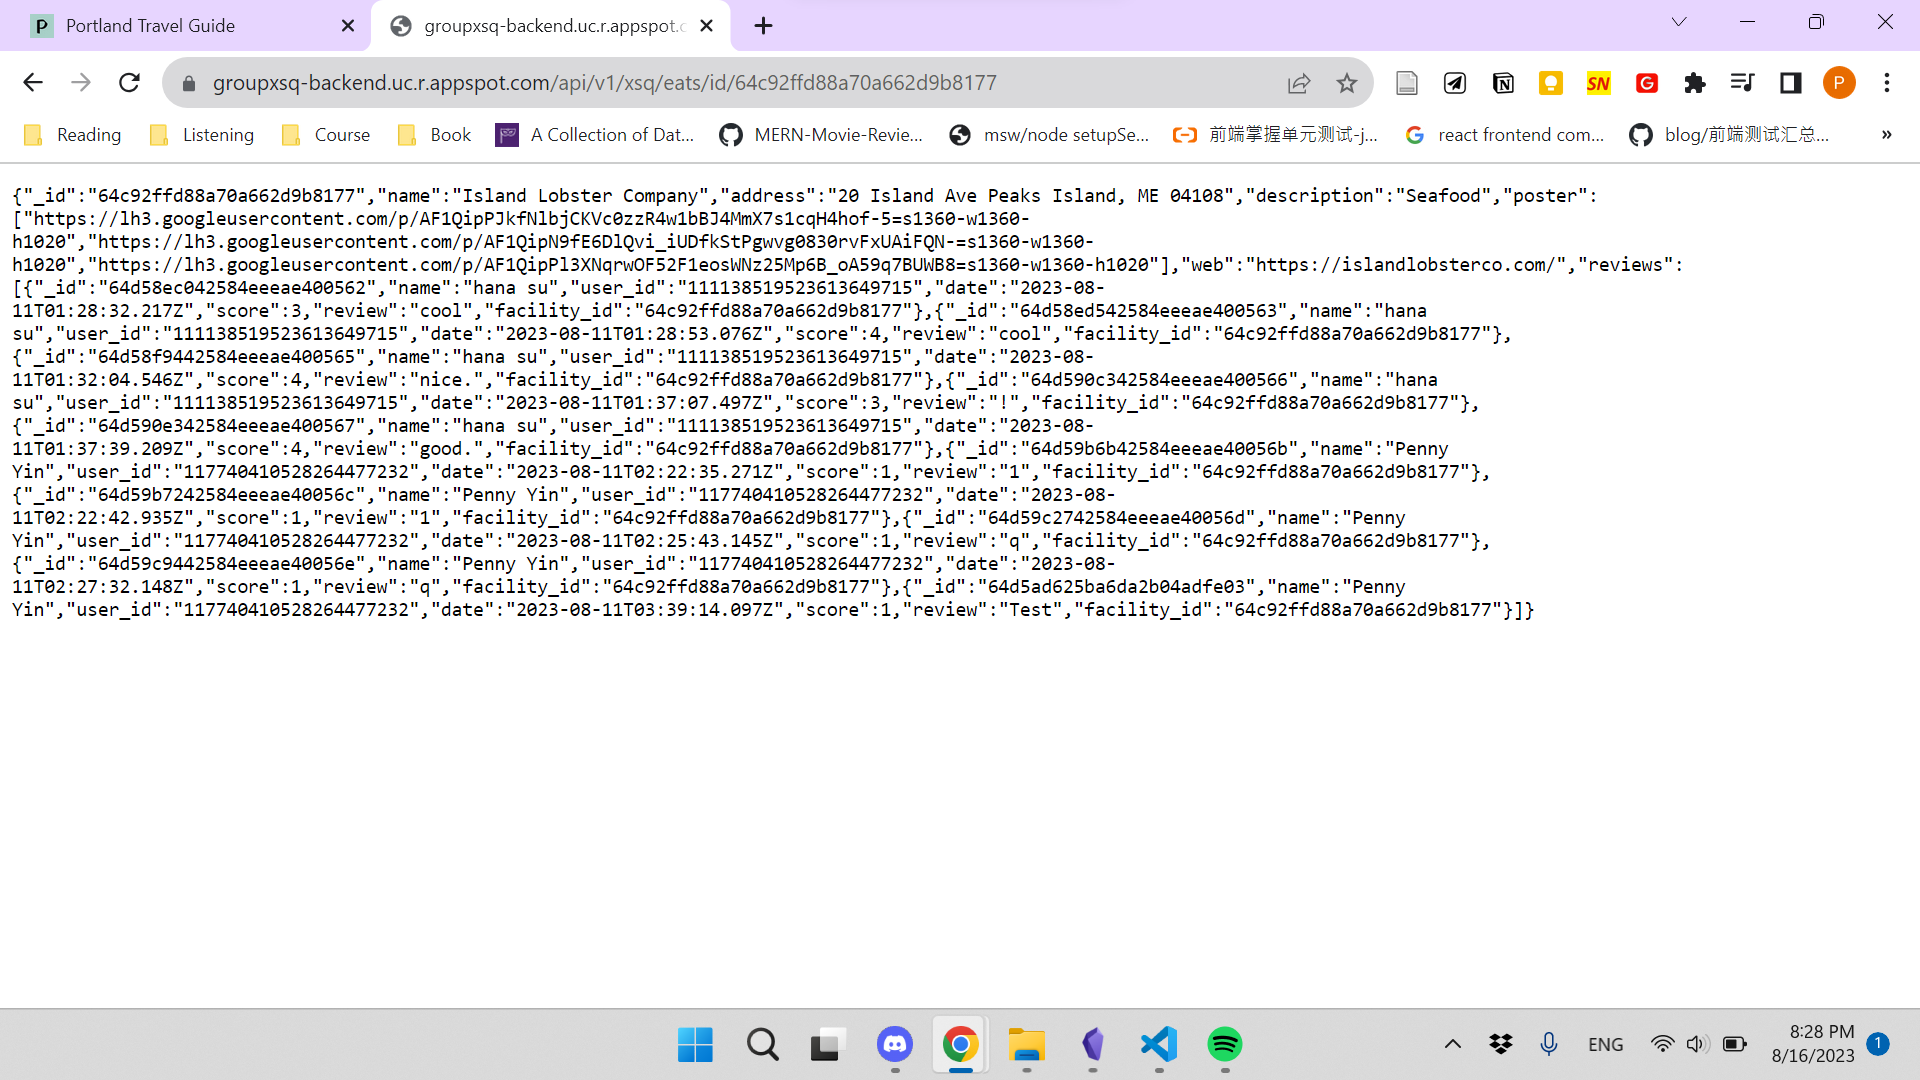 Portland Travel Guide
groupxsq-backend.uc.r.appspot.c
groupxsq-backend.uc.r.appspot.com/api/v1/xsq/eats/id/64c92ffd88a70a662d9b8177
SN
G
P
Reading
Listening
Course
Book
A Collection of Dat...
MERN-Movie-Revie...
msw/node setupSe...
前端掌握单元测试-j...
react frontend com...
blog/前端测试汇总...
»
{"_id":"64c92ffd88a70a662d9b8177","name":"Island Lobster Company","address":"20 Island Ave Peaks Island, ME 04108","description":"Seafood","poster":
["https://lh3.googleusercontent.com/p/AF1QipPJkfNlbjCKVc0zzR4w1bBJ4MmX7s1cqH4hof-5=s1360-w1360-
h1020","https://lh3.googleusercontent.com/p/AF1QipN9fE6DlQvi_iUDfkStPgwvg0830rvFxUAiFQN-=s1360-w1360-
h1020","https://lh3.googleusercontent.com/p/AF1QipPl3XNqrwOF52F1eosWNz25Mp6B_oA59q7BUWB8=s1360-w1360-h1020"],"web":"https://islandlobsterco.com/","reviews":
[{"_id":"64d58ec042584eeeae400562","name":"hana su","user_id":"111138519523613649715","date":"2023-08-
11T01:28:32.217Z","score":3,"review":"cool","facility_id":"64c92ffd88a70a662d9b8177"},{"_id":"64d58ed542584eeeae400563","name":"hana
su","user_id":"111138519523613649715","date":"2023-08-11T01:28:53.076Z","score":4,"review":"cool","facility_id":"64c92ffd88a70a662d9b8177"},
{"_id":"64d58f9442584eeeae400565","name":"hana su","user_id":"111138519523613649715","date":"2023-08-
11T01:32:04.546Z","score":4,"review":"nice.","facility_id":"64c92ffd88a70a662d9b8177"},{"_id":"64d590c342584eeeae400566","name":"hana
su","user_id":"111138519523613649715","date":"2023-08-11T01:37:07.497Z","score":3,"review":"!","facility_id":"64c92ffd88a70a662d9b8177"},
{"_id":"64d590e342584eeeae400567","name":"hana su","user_id":"111138519523613649715","date":"2023-08-
11T01:37:39.209Z","score":4,"review":"good.","facility_id":"64c92ffd88a70a662d9b8177"},{"_id":"64d59b6b42584eeeae40056b","name":"Penny
Yin","user_id":"117740410528264477232","date":"2023-08-11T02:22:35.271Z","score":1,"review":"1","facility_id":"64c92ffd88a70a662d9b8177"},
{"_id":"64d59b7242584eeeae40056c","name":"Penny Yin","user_id":"117740410528264477232","date":"2023-08-
11T02:22:42.935Z","score":1,"review":"1","facility_id":"64c92ffd88a70a662d9b8177"},{"_id":"64d59c2742584eeeae40056d","name":"Penny
Yin","user_id":"117740410528264477232","date":"2023-08-11T02:25:43.145Z","score":1,"review":"q","facility_id":"64c92ffd88a70a662d9b8177"},
{"_id":"64d59c9442584eeeae40056e","name":"Penny Yin","user_id":"117740410528264477232","date":"2023-08-
11T02:27:32.148Z","score":1,"review":"q","facility_id":"64c92ffd88a70a662d9b8177"},{"_id":"64d5ad625ba6da2b04adfe03","name":"Penny
Yin","user_id":"117740410528264477232","date":"2023-08-11T03:39:14.097Z","score":1,"review":"Test","facility_id":"64c92ffd88a70a662d9b8177"}]}
ENG
8:28 PM
8/16/2023
1